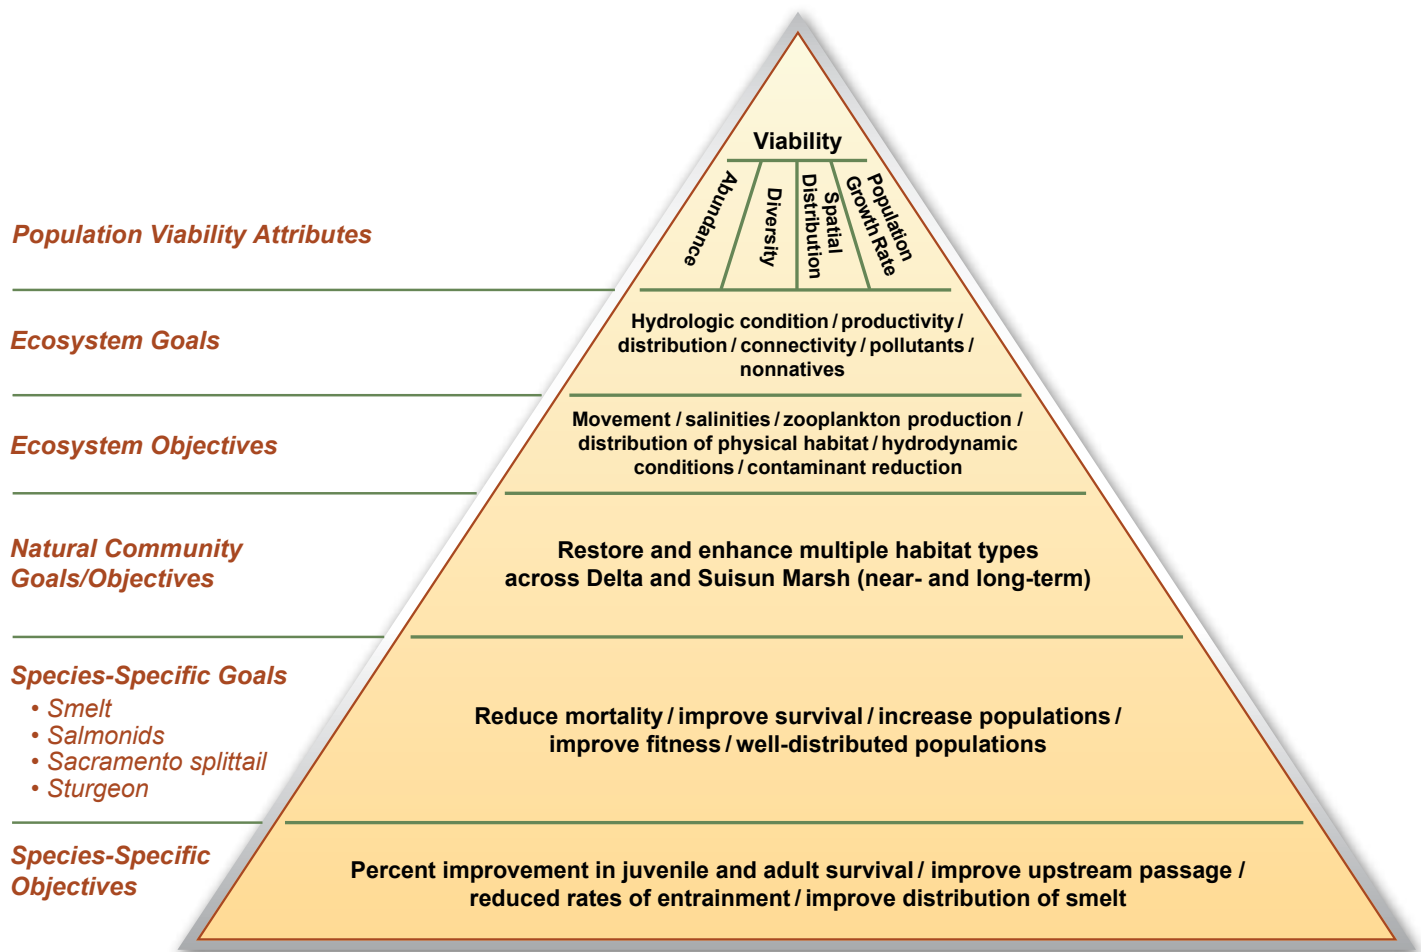 Viability
Abundance
Diversity
Spatial
Distribution
Population
Growth Rate
Population Viability Attributes
Ecosystem Goals
Hydrologic condition / productivity /
distribution / connectivity / pollutants /
nonnatives
Ecosystem Objectives
Movement / salinities / zooplankton production /
distribution of physical habitat / hydrodynamic
conditions / contaminant reduction
Natural Community
Goals/Objectives
Restore and enhance multiple habitat types
across Delta and Suisun Marsh (near- and long-term)
Species-Specific Goals
• Smelt
• Salmonids
• Sacramento splittail
• Sturgeon
Reduce mortality / improve survival / increase populations /
improve fitness / well-distributed populations
Species-Specific
Objectives
Percent improvement in juvenile and adult survival / improve upstream passage /
reduced rates of entrainment / improve distribution of smelt